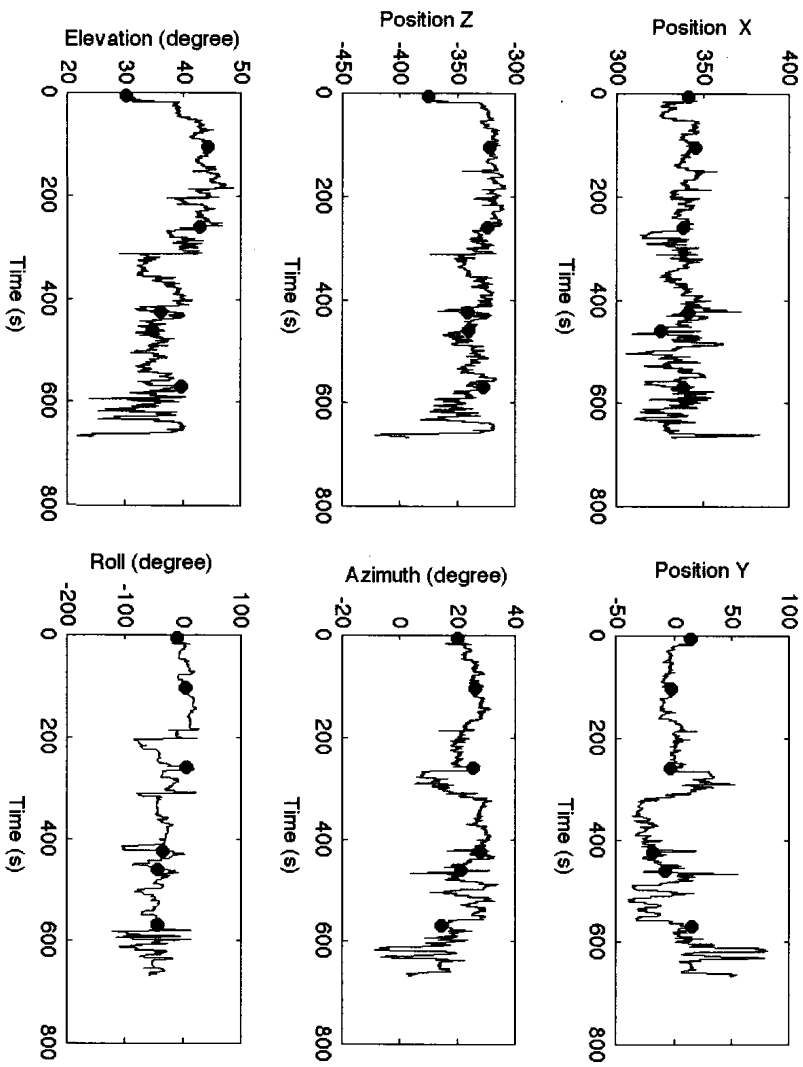 Position X
400
350
300
0 200 400 600 800
Time (s)
Position Y
100
50
0
-50
0 200 400 600 800
Time (s)
Position Z
-300
-350
-400
-450
0 200 400 600 800
Time (s)
Azimuth (degree)
40
20
0
-20
0 200 400 600 800
Time (s)
Elevation (degree)
50
40
30
20
0 200 400 600 800
Time (s)
Roll (degree)
100
0
-100
-200
0 200 400 600 800
Time (s)